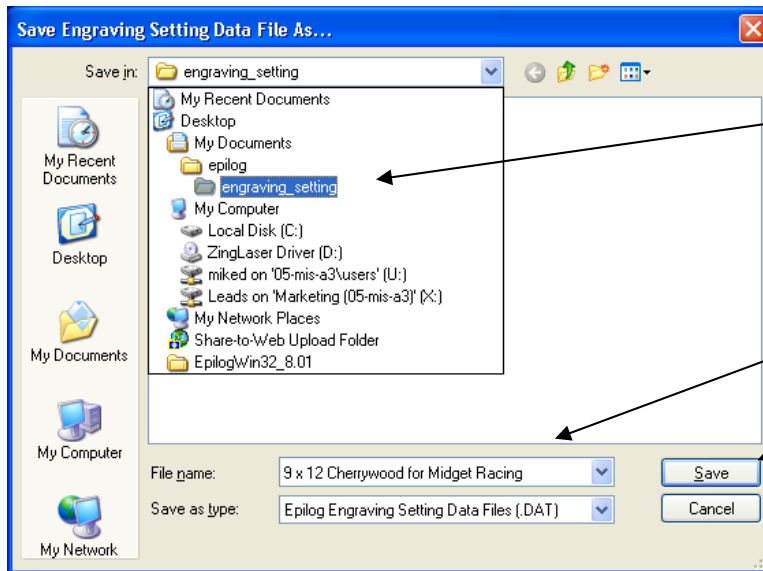 Save Engraving Setting Data File As...
Save in:
engraving_setting
My Recent Documents
Desktop
My Documents
epilog
engraving_setting
My Computer
Local Disk (C:)
ZingLaser Driver (D:)
miked on '05-mis-a3\users' (U:)
Leads on 'Marketing (05-mis-a3)' (X:)
My Network Places
Share-to-Web Upload Folder
EpilogWin32_8.01
My Recent
Documents
Desktop
My Documents
My Computer
My Network
File name:
9 x 12 Cherrywood for Midget Racing
Save
Save as type:
Epilog Engraving Setting Data Files (.DAT)
Cancel